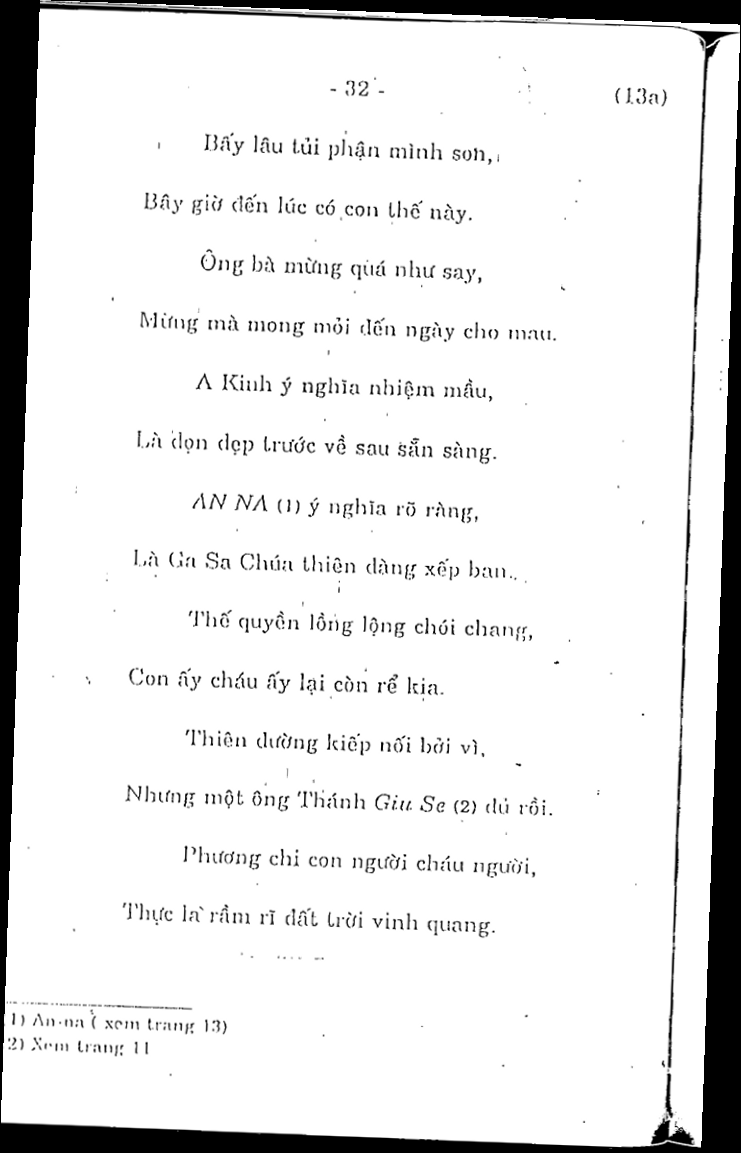 - 32 -
(13a)
Bấy lâu tủi phận mình son,
Bây giờ đến lúc có con thế này.
Ông bà mừng quá như say,
Mừng mà mong mỏi đến ngày cho mau.
A Kinh ý nghĩa nhiệm mầu,
Là dọn dẹp trước về sau sẵn sàng.
AN NA (1) ý nghĩa rõ ràng,
Là Ga Sa Chúa thiên đàng xếp ban.
Thế quyền lồng lộng chói chang,
Con ấy cháu ấy lại còn rể kia.
Thiên đường kiếp nối bởi vì,
Nhưng một ông Thánh Giu Se (2) đủ rồi.
Phương chi con người cháu người,
Thực là rầm rĩ đất trời vinh quang.
1) An-na ( xem trang 13)
2) Xem trang 11